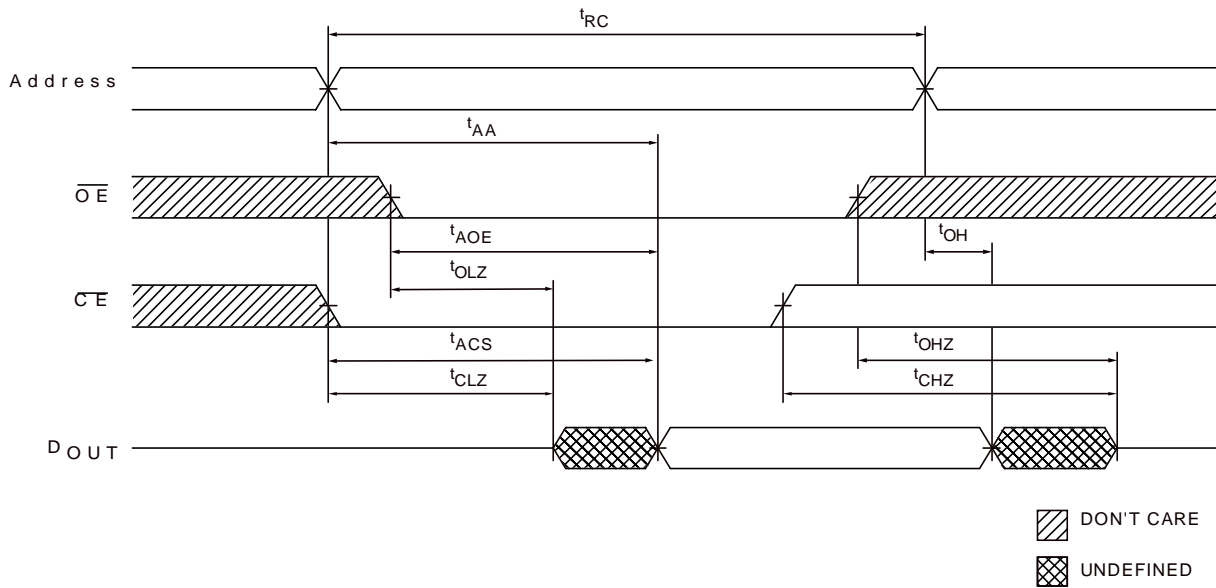 tRC
Address
tAA
OE
tAOE
tOH
tOLZ
CE
tACS
tOHZ
tCLZ
tCHZ
DOUT
DON'T CARE
UNDEFINED